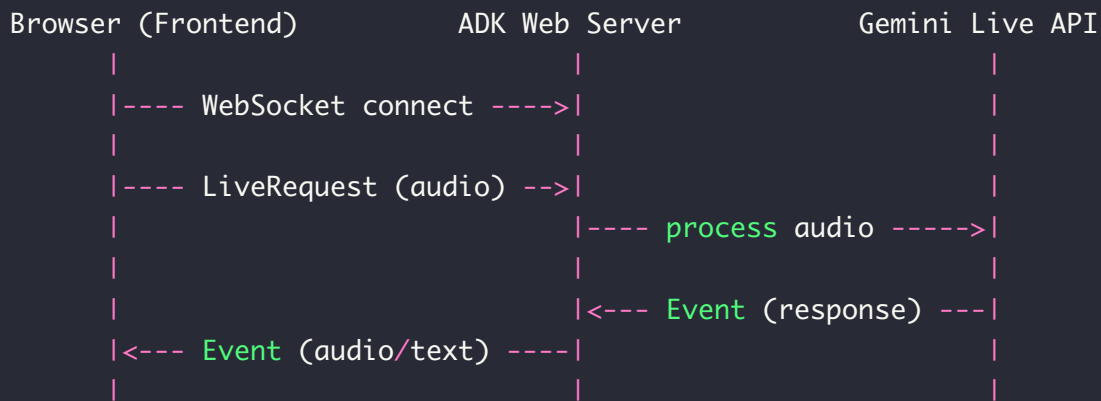 Browser (Frontend)          ADK Web Server           Gemini Live API
      |                            |                         |
      |---- WebSocket connect ---->|                         |
      |                            |                         |
      |---- LiveRequest (audio) -->|                         |
      |                            |---- process audio ----->|
      |                            |                         |
      |                            |<--- Event (response) ---|
      |<--- Event (audio/text) ----|                         |
      |                            |                         |